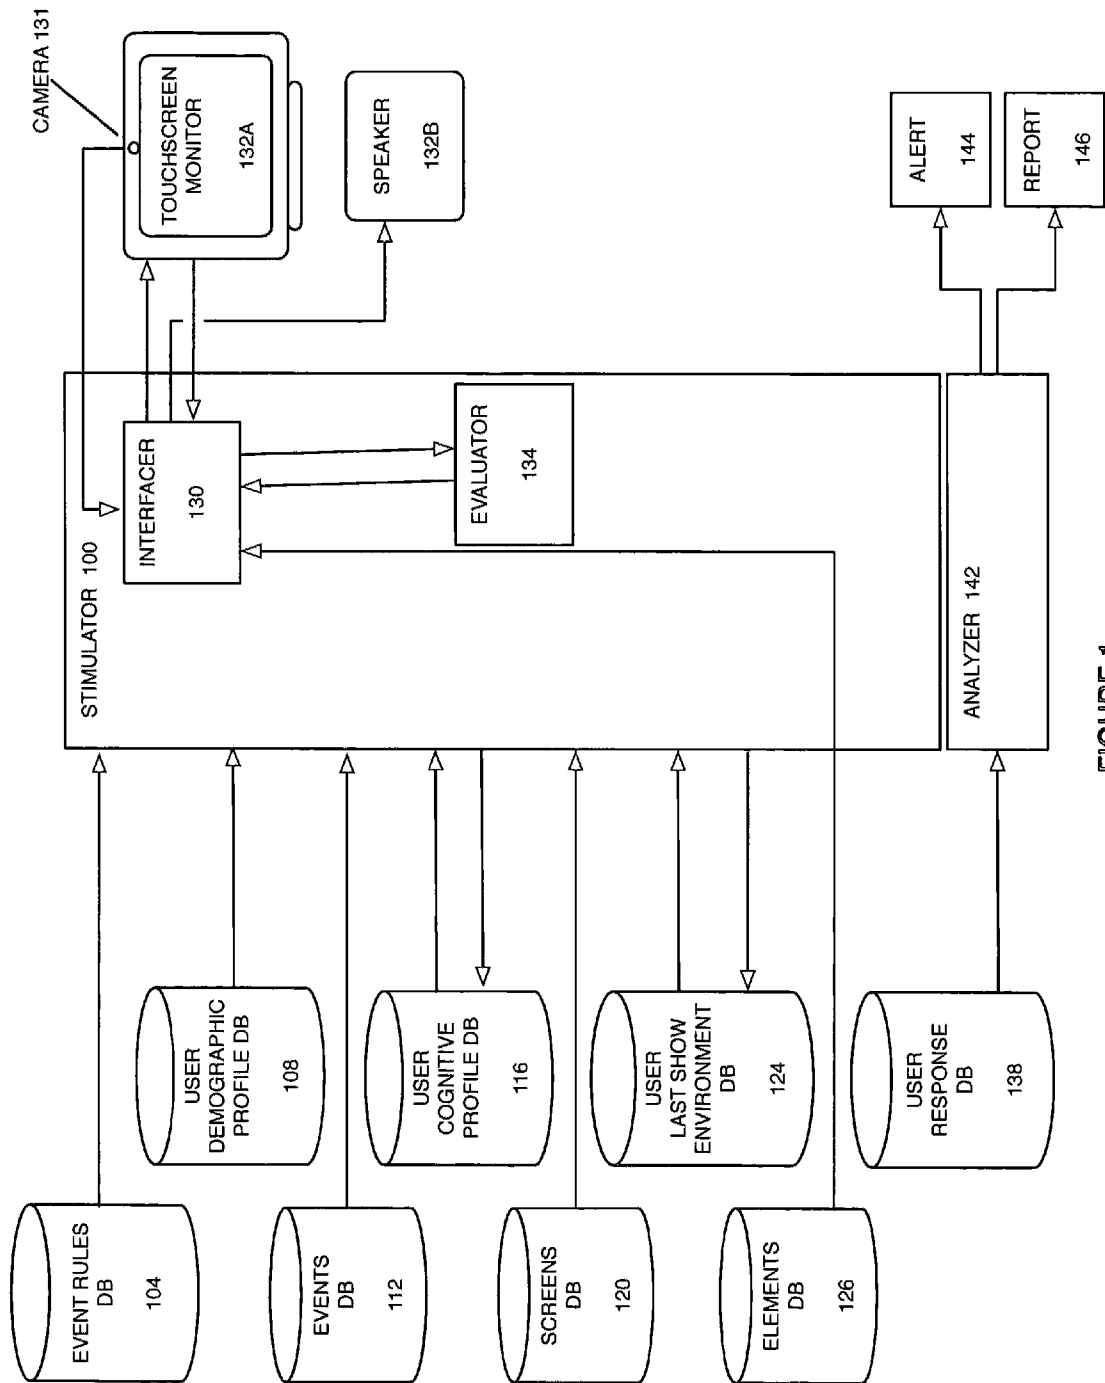 CAMERA 131
TOUCHSCREEN
MONITOR
132A
SPEAKER
132B
ALERT
144
REPORT
146
STIMULATOR 100
INTERFACER
130
EVALUATOR
134
ANALYZER 142
USER
DEMOGRAPHIC
PROFILE DB
108
USER
COGNITIVE
PROFILE DB
116
USER
LAST SHOW
ENVIRONMENT
DB
124
USER
RESPONSE
DB
138
EVENT RULES
DB
104
EVENTS
DB
112
SCREENS
DB
120
ELEMENTS
DB
126
FIGURE 1